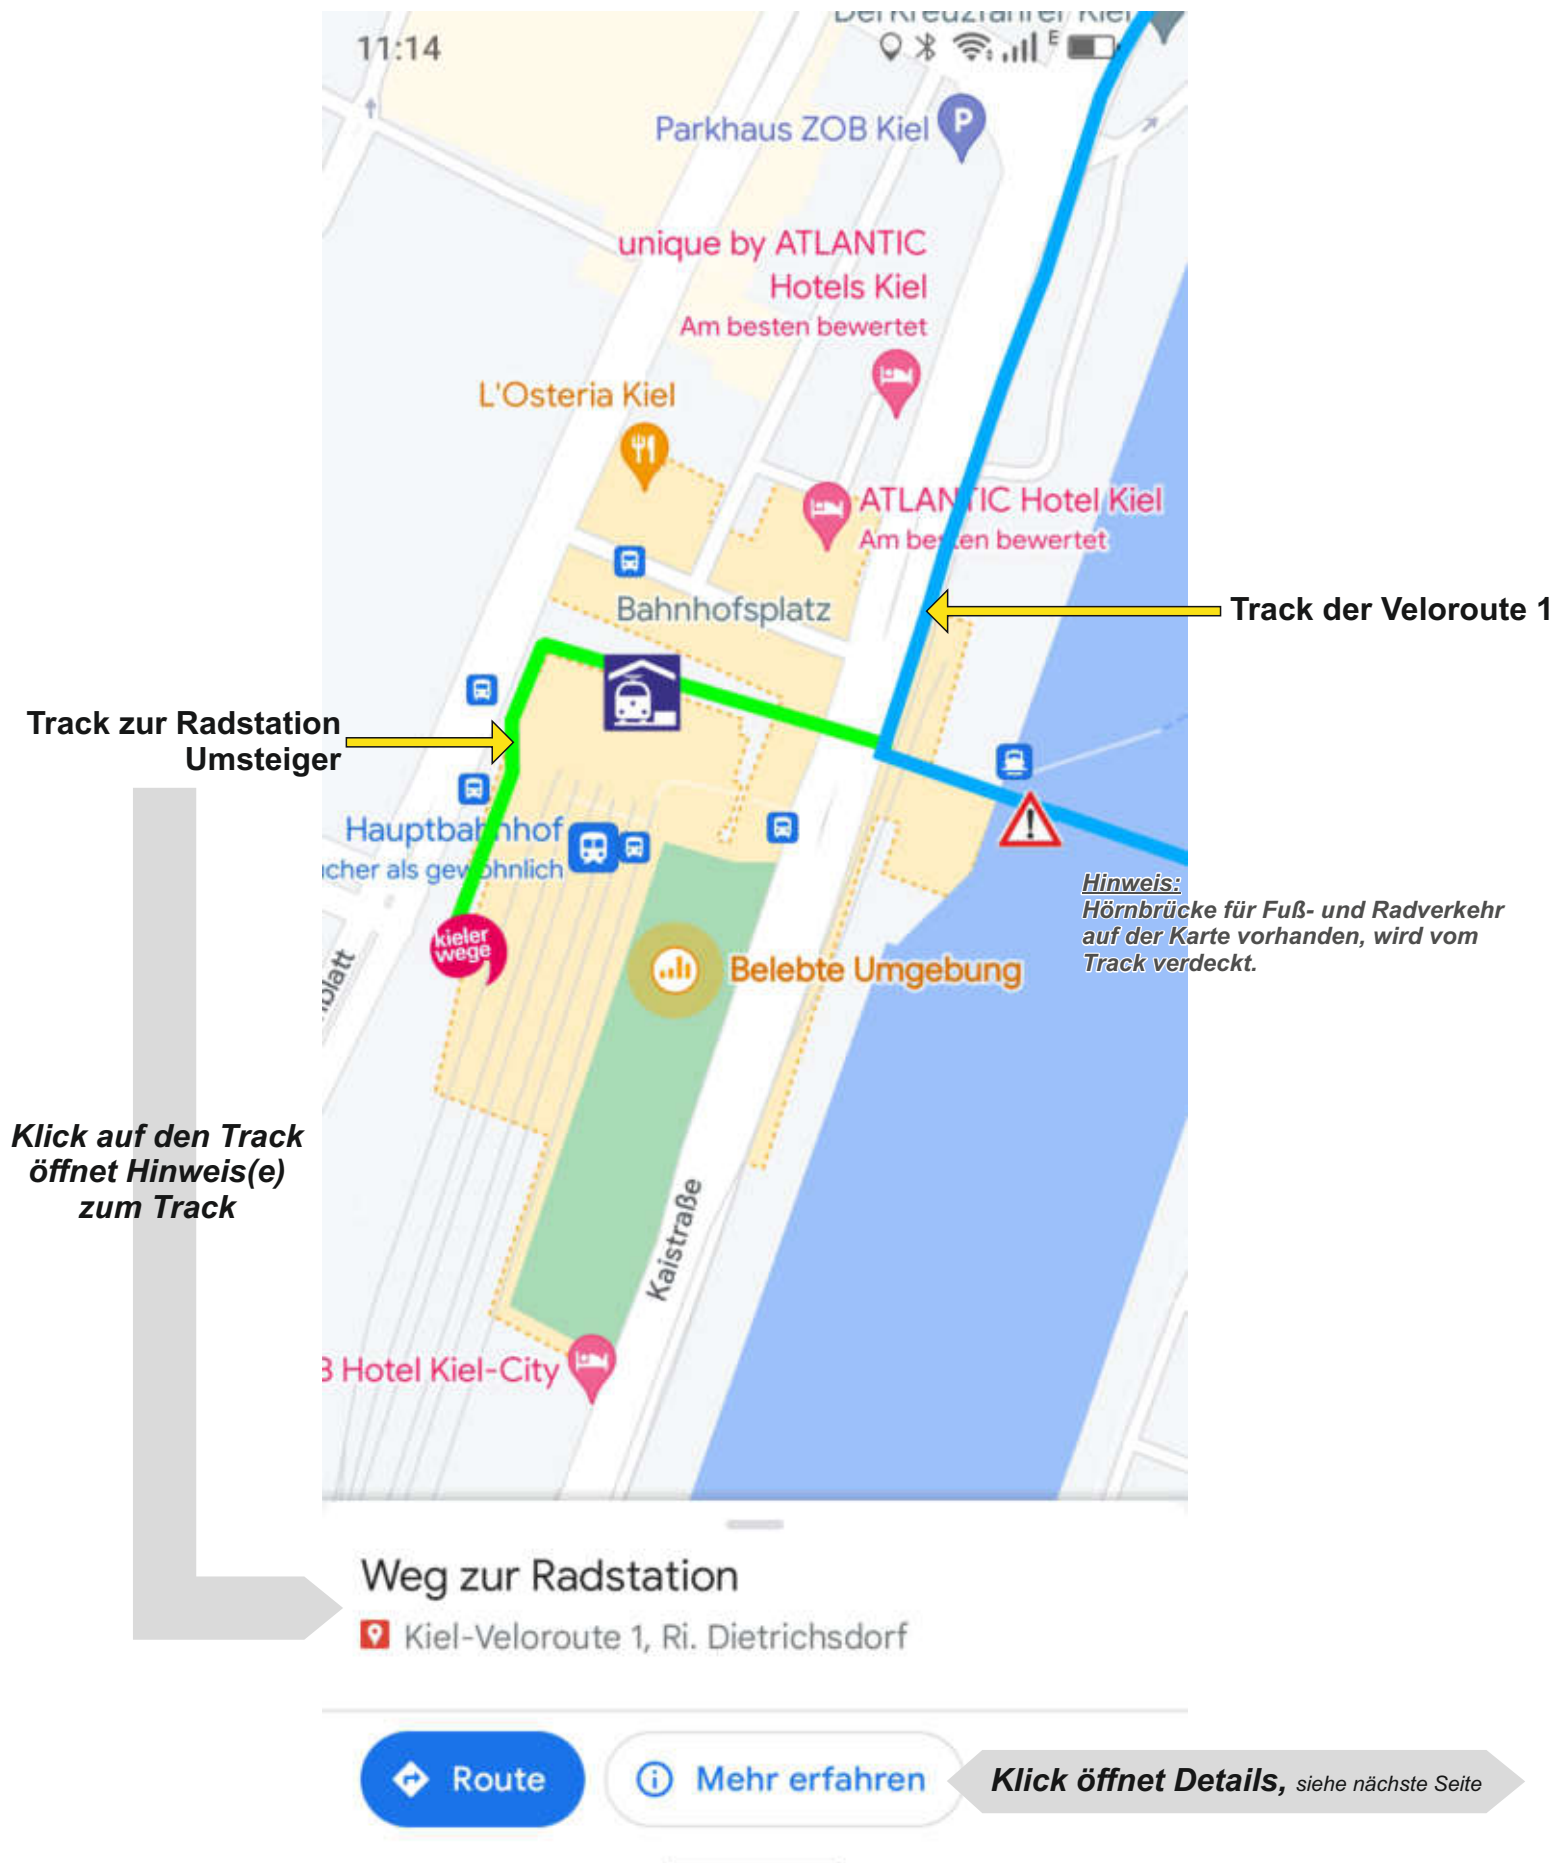 11:14
E
Parkhaus ZOB Kiel
P
unique by ATLANTIC
Hotels Kiel
Am besten bewertet
L'Osteria Kiel
ATLANTIC Hotel Kiel
Am besten bewertet
Bahnhofsplatz
Track der Veloroute 1
Track zur Radstation
Umsteiger
Hauptbahnhof
cher als gewöhnlich
Hinweis:
Hörnbrücke für Fuß- und Radverkehr
auf der Karte vorhanden, wird vom
Track verdeckt.
kieler
wege
blatt
Belebte Umgebung
Klick auf den Track
öffnet Hinweis(e)
zum Track
Kaistraße
B Hotel Kiel-City
Weg zur Radstation
Kiel-Veloroute 1, Ri. Dietrichsdorf
Route
Mehr erfahren
Klick öffnet Details, siehe nächste Seite